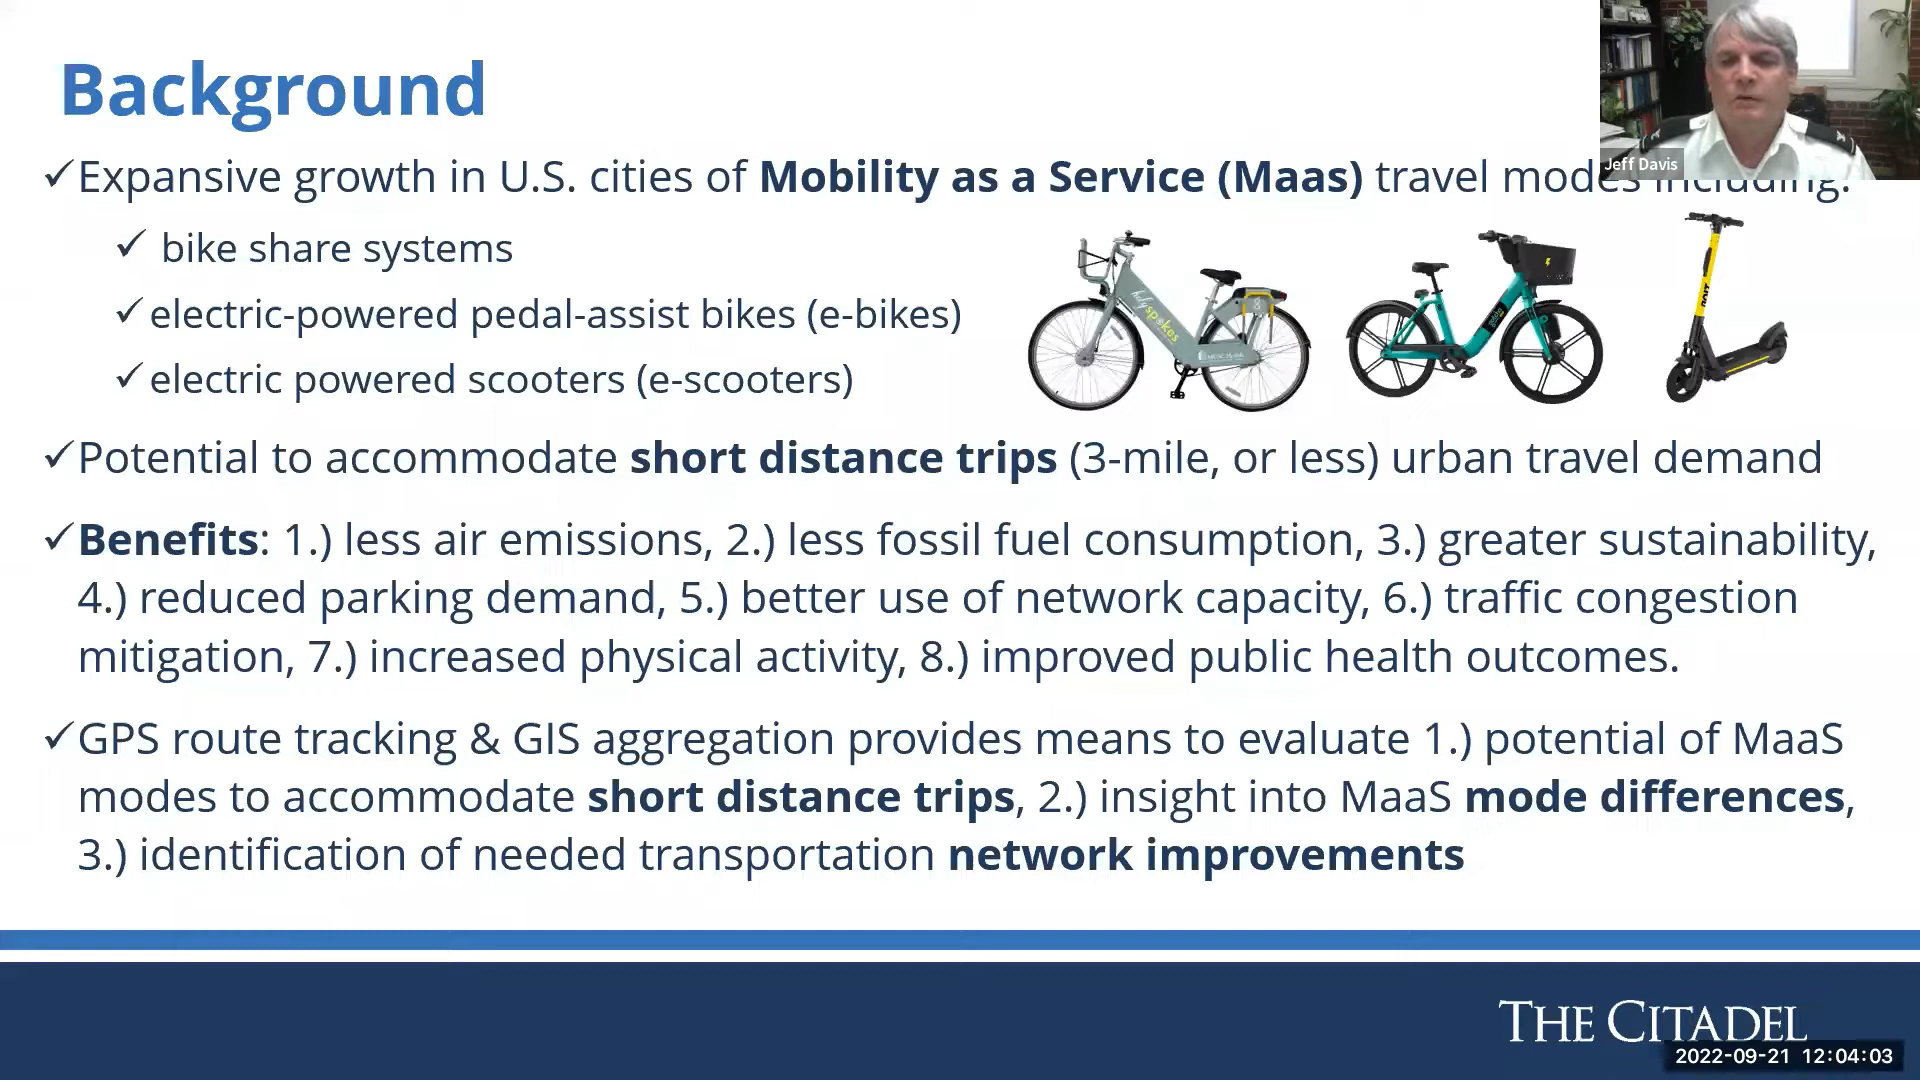 Background
Jeff Davis
✓Expansive growth in U.S. cities of Mobility as a Service (Maas) travel modes including:
✓ bike share systems
✓electric-powered pedal-assist bikes (e-bikes)
✓electric powered scooters (e-scooters)
holy spokes
BOLT
✓Potential to accommodate short distance trips (3-mile, or less) urban travel demand
✓Benefits: 1.) less air emissions, 2.) less fossil fuel consumption, 3.) greater sustainability,
4.) reduced parking demand, 5.) better use of network capacity, 6.) traffic congestion
mitigation, 7.) increased physical activity, 8.) improved public health outcomes.
✓GPS route tracking & GIS aggregation provides means to evaluate 1.) potential of MaaS
modes to accommodate short distance trips, 2.) insight into MaaS mode differences,
3.) identification of needed transportation network improvements
THE CITADEL
2022-09-21 12:04:03